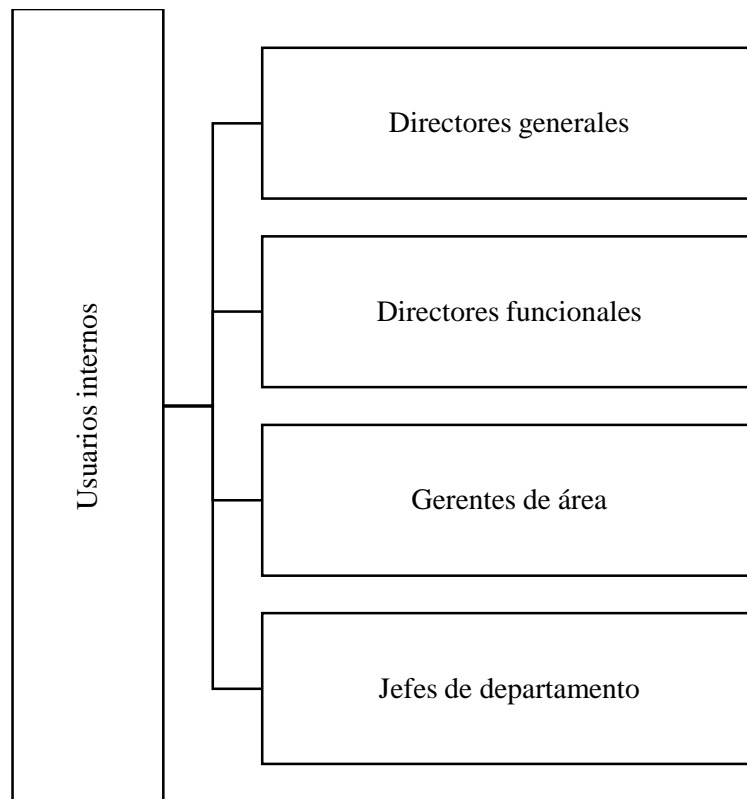 Usuarios internos
Directores generales
Directores funcionales
Gerentes de área
Jefes de departamento